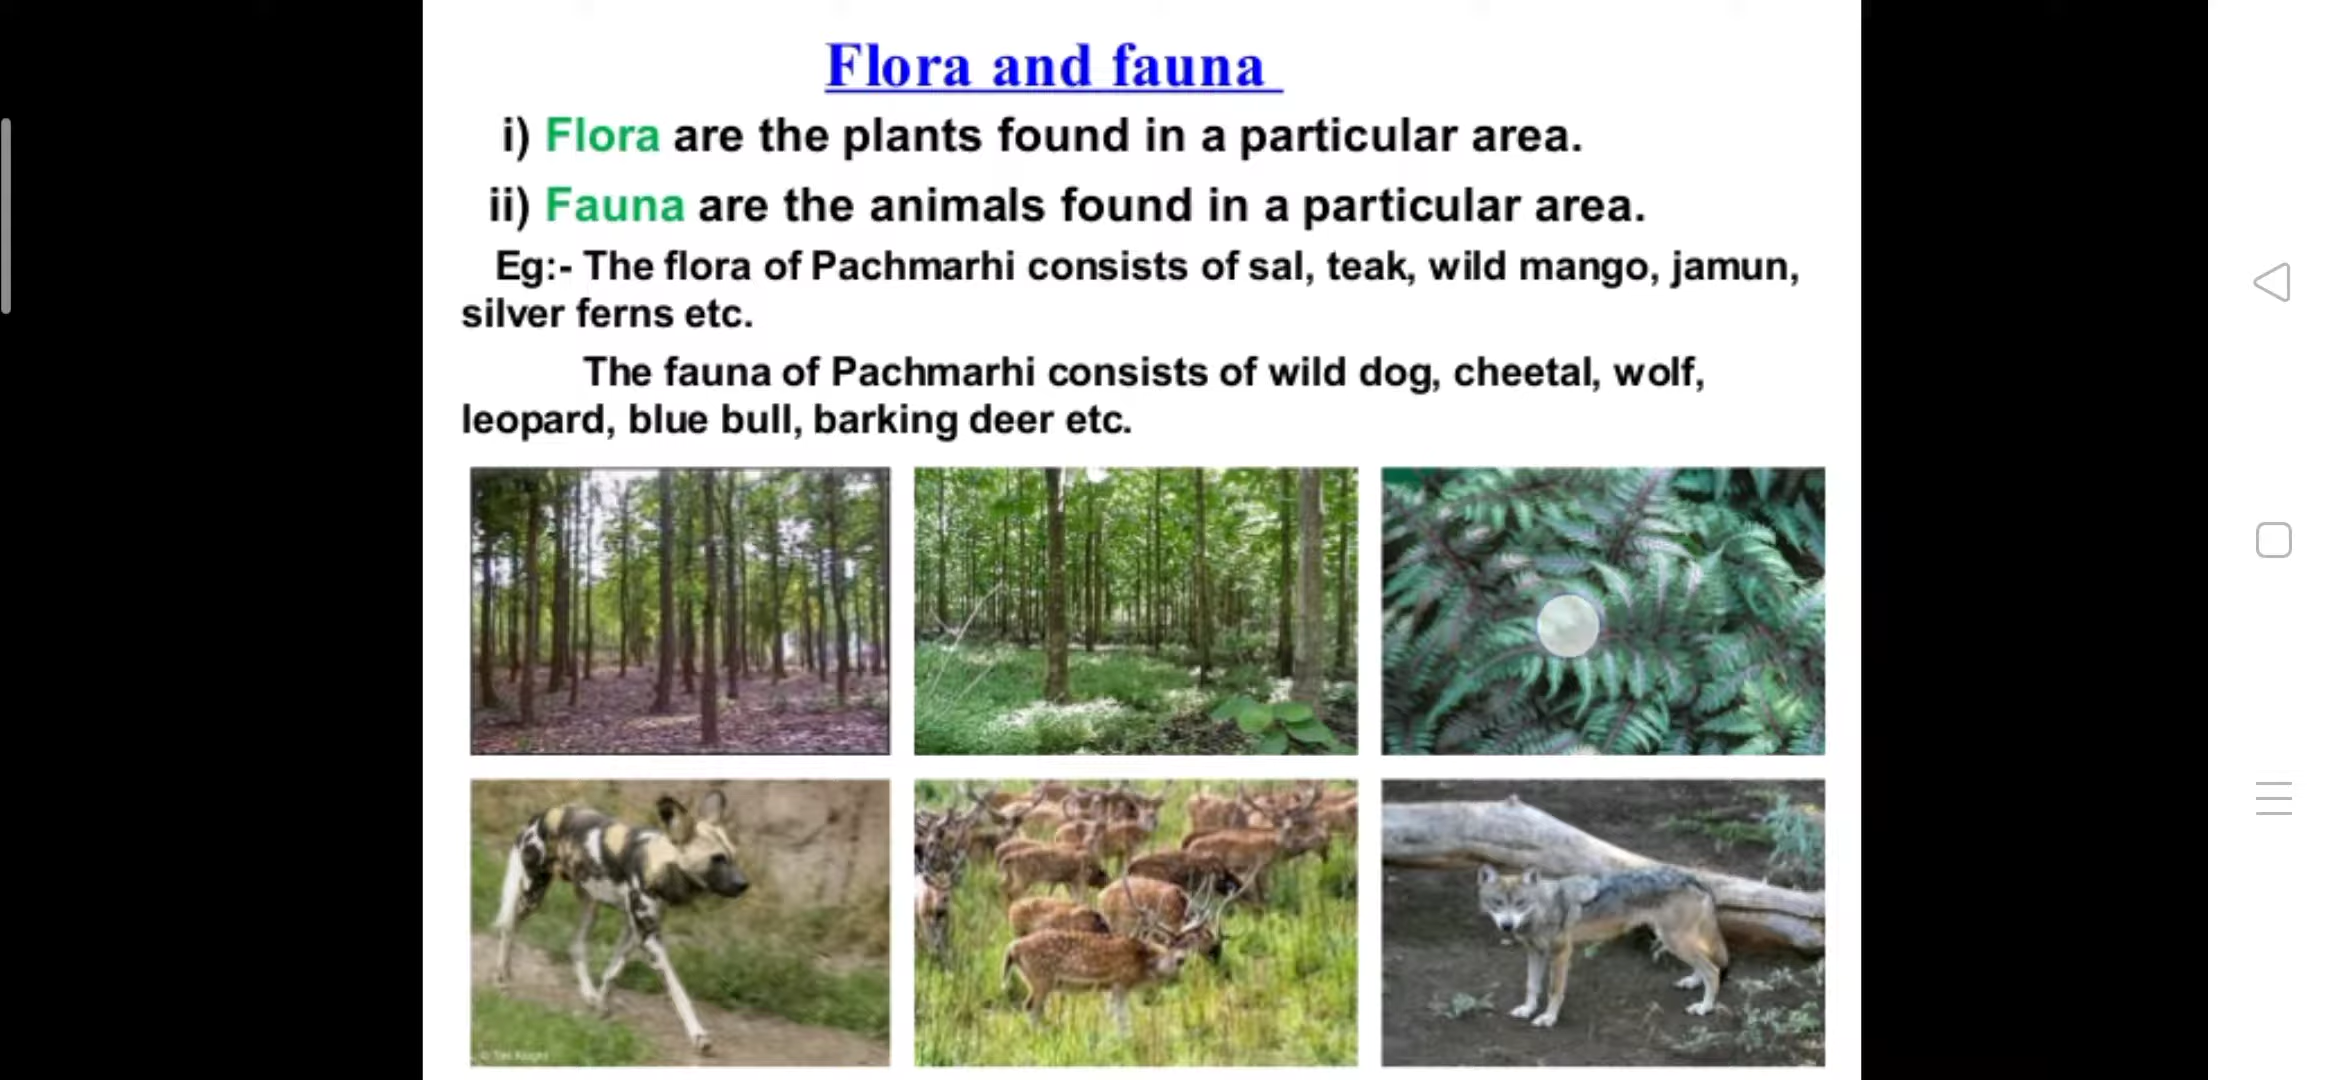 Flora and fauna
i) Flora are the plants found in a particular area.
ii) Fauna are the animals found in a particular area.
Eg:- The flora of Pachmarhi consists of sal, teak, wild mango, jamun,
silver ferns etc.
The fauna of Pachmarhi consists of wild dog, cheetal, wolf,
leopard, blue bull, barking deer etc.